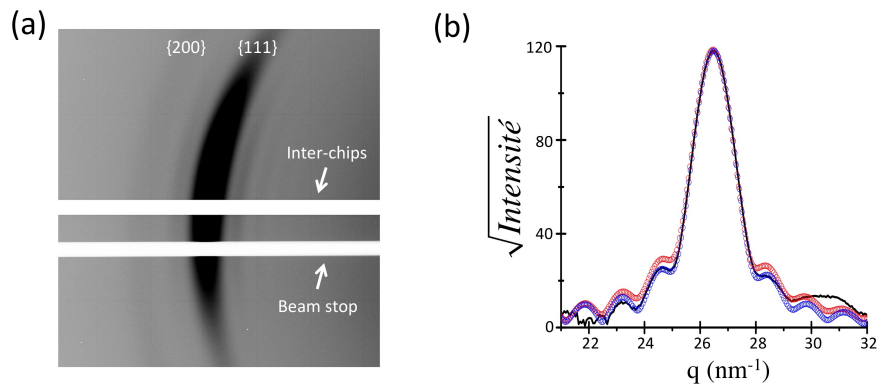 (a)
{200} {111}
Inter-chips
Beam stop
(b)
√Intensité
120
80
40
0
22 24 26 28 30 32
q (nm-1)